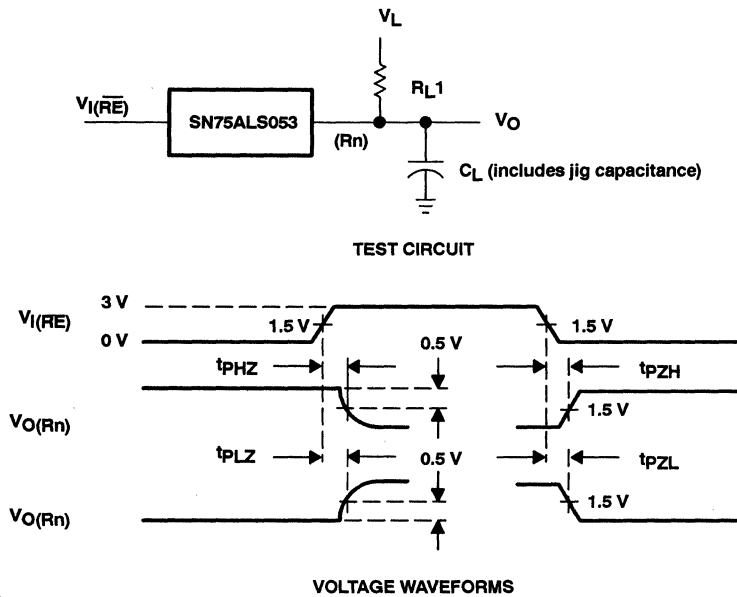 VL
VI(RE)
SN75ALS053
RL1
(Rn)
VO
CL (includes jig capacitance)
TEST CIRCUIT
VI(RE)
3 V
0 V
1.5 V
1.5 V
0.5 V
tPHZ
tPZH
VO(Rn)
1.5 V
tPLZ
0.5 V
tPZL
VO(Rn)
1.5 V
VOLTAGE WAVEFORMS